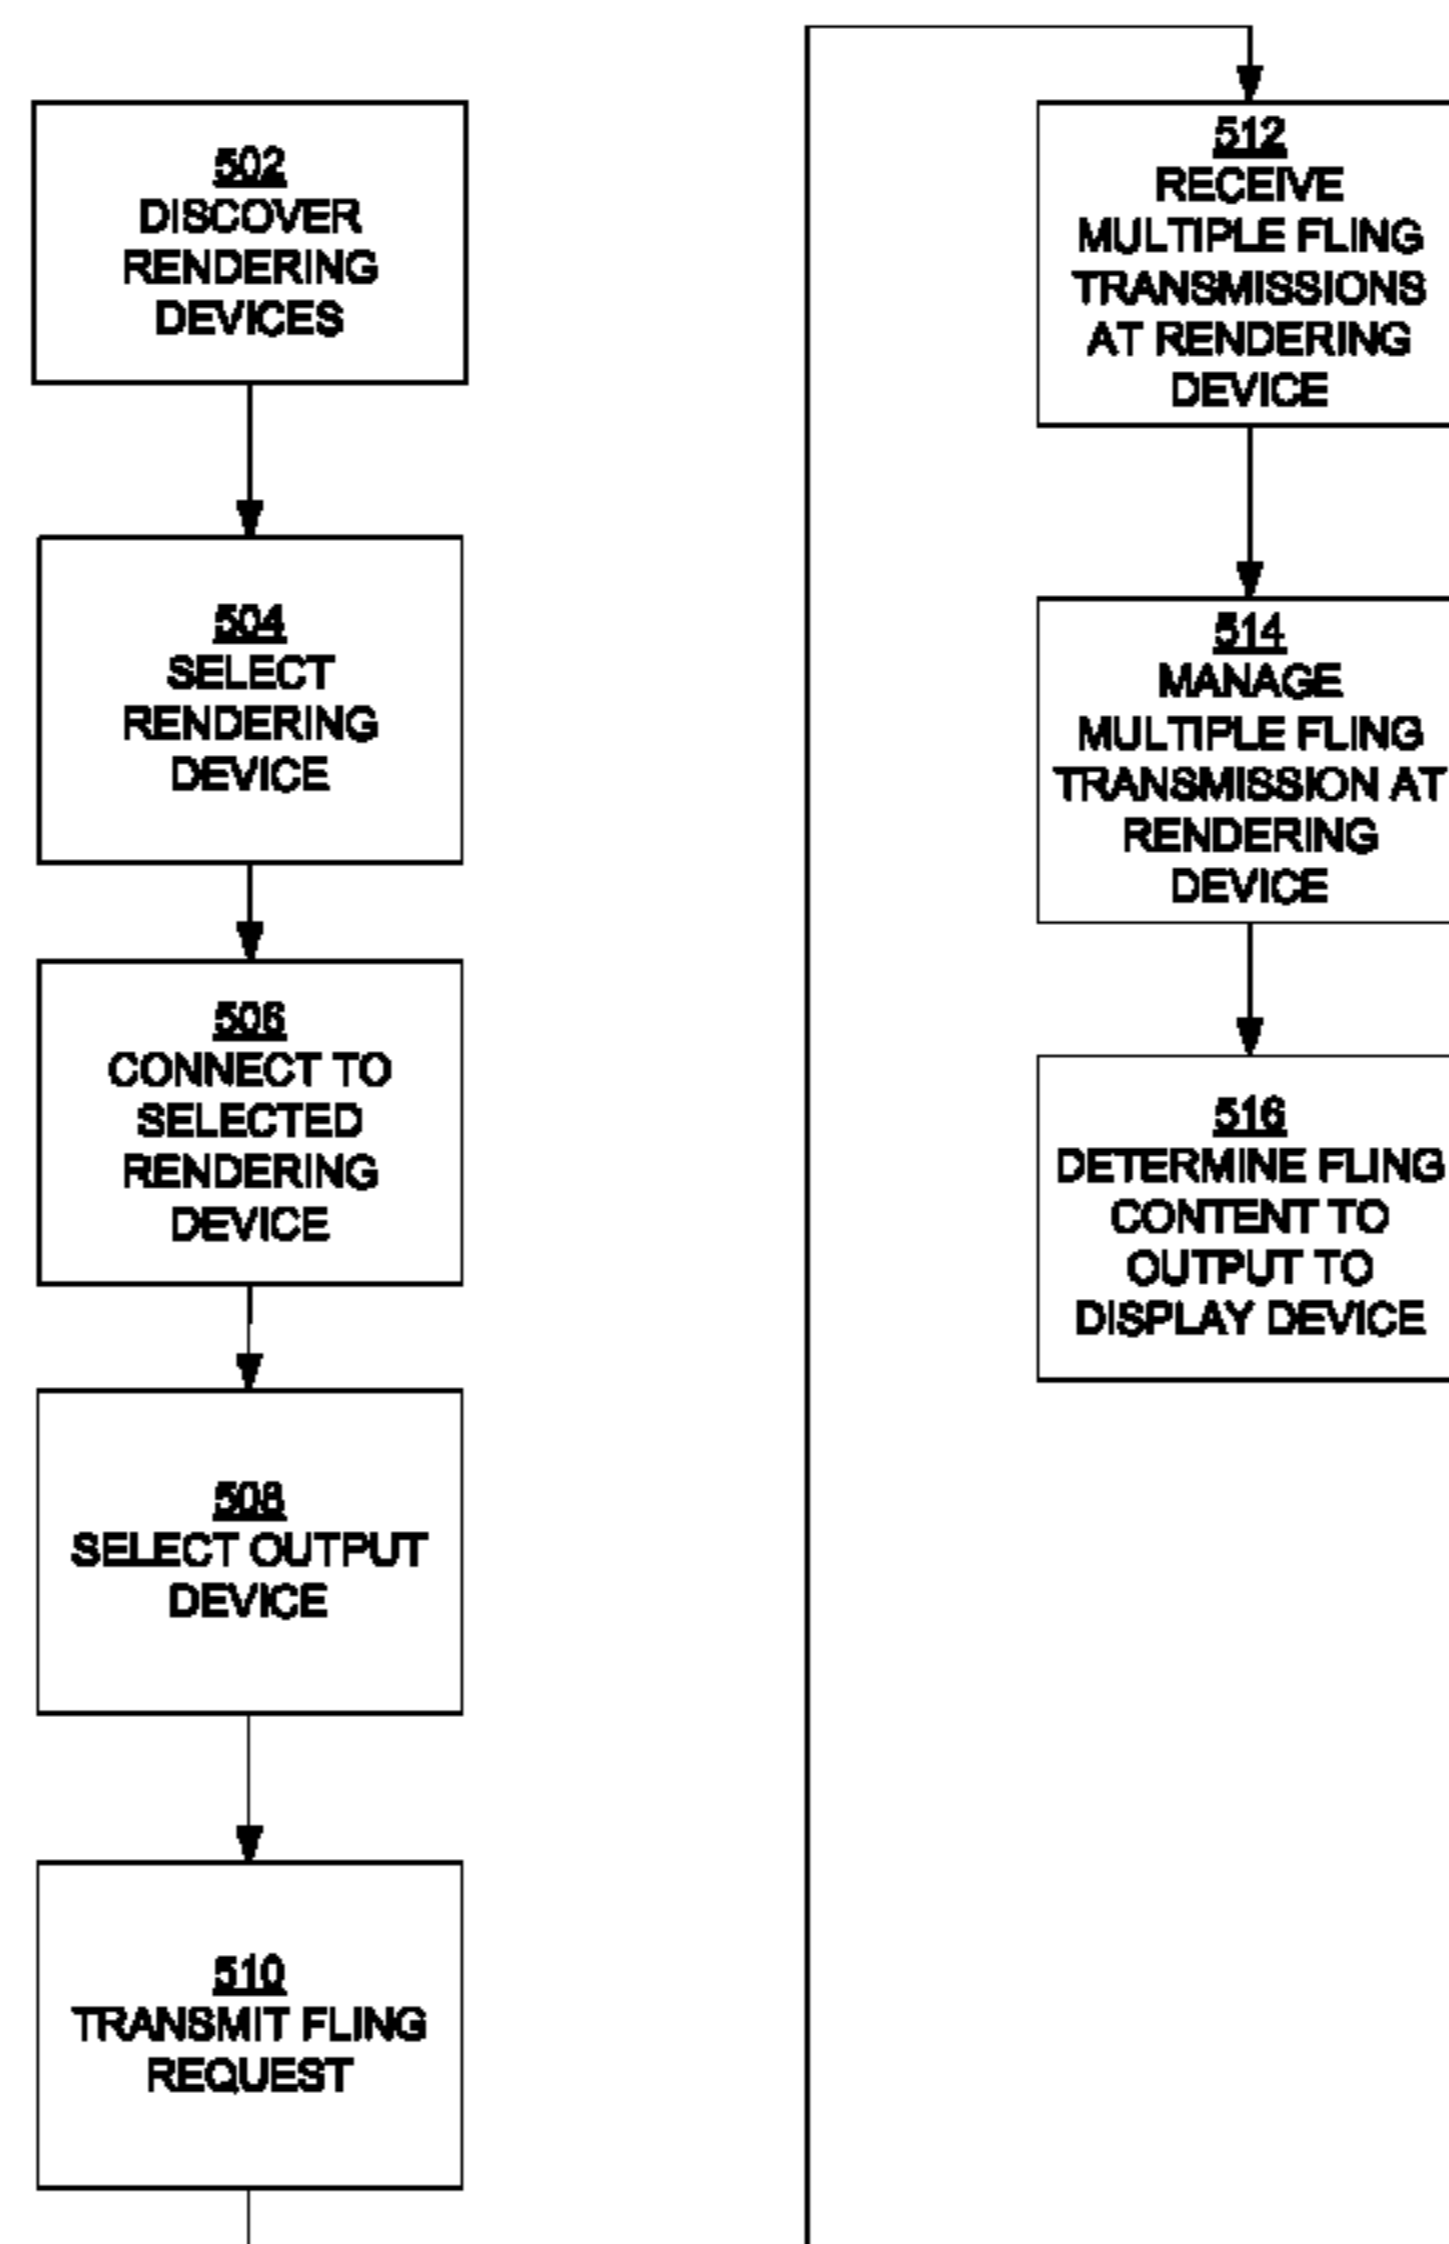 502
DISCOVER
RENDERING
DEVICES
504
SELECT
RENDERING
DEVICE
506
CONNECT TO
SELECTED
RENDERING
DEVICE
508
SELECT OUTPUT
DEVICE
510
TRANSMIT FLING
REQUEST
512
RECEIVE
MULTIPLE FLING
TRANSMISSIONS
AT RENDERING
DEVICE
514
MANAGE
MULTIPLE FLING
TRANSMISSION AT
RENDERING
DEVICE
516
DETERMINE FLING
CONTENT TO
OUTPUT TO
DISPLAY DEVICE